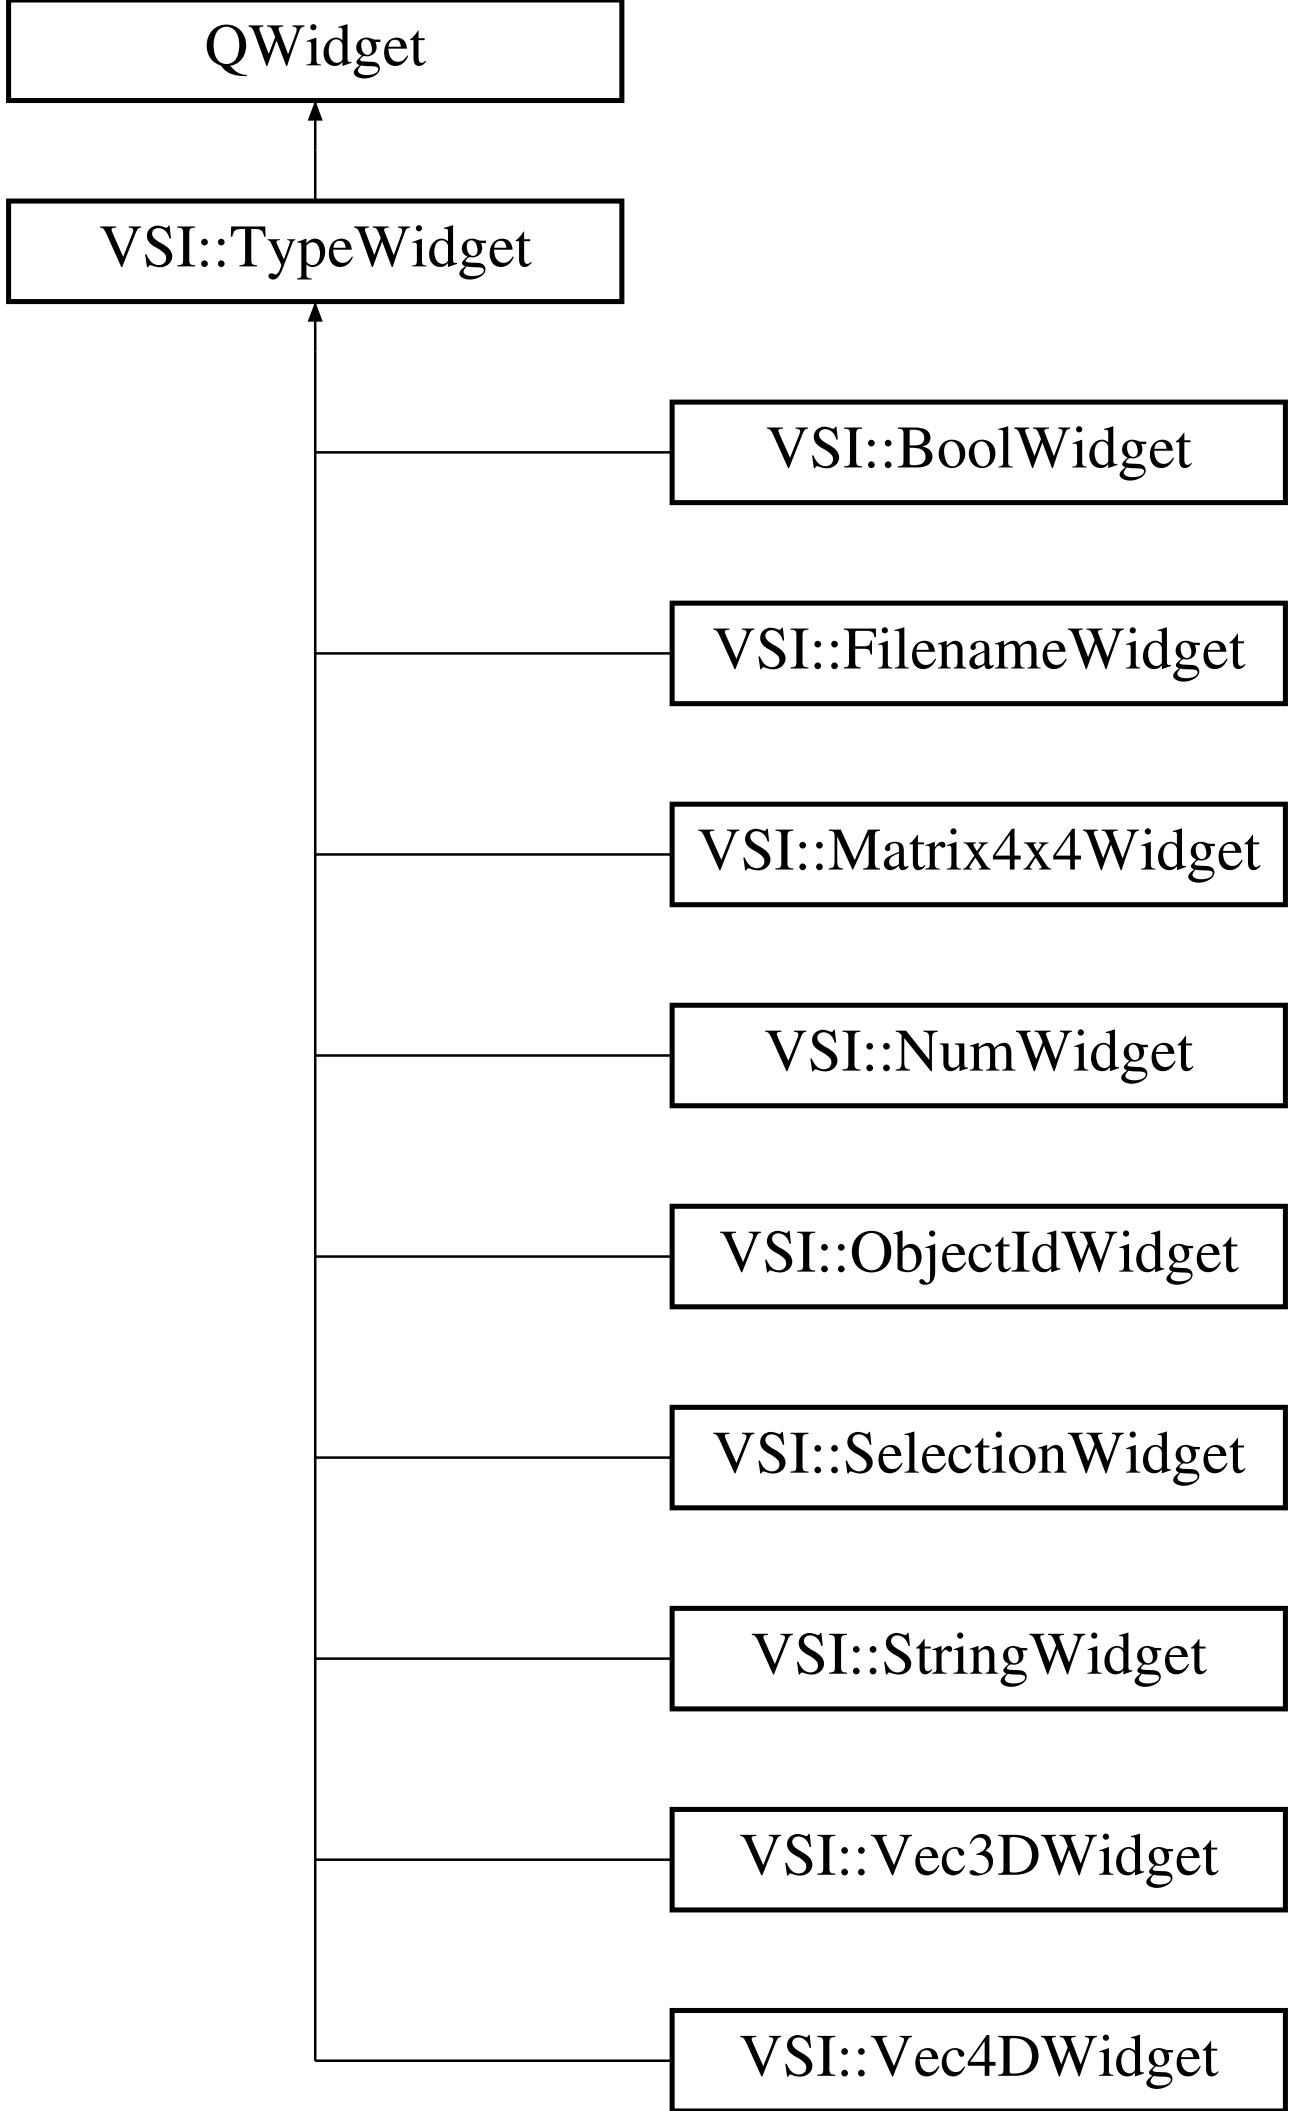 QWidget
VSI::TypeWidget
VSI::BoolWidget
VSI::FilenameWidget
VSI::Matrix4x4Widget
VSI::NumWidget
VSI::ObjectIdWidget
VSI::SelectionWidget
VSI::StringWidget
VSI::Vec3DWidget
VSI::Vec4DWidget